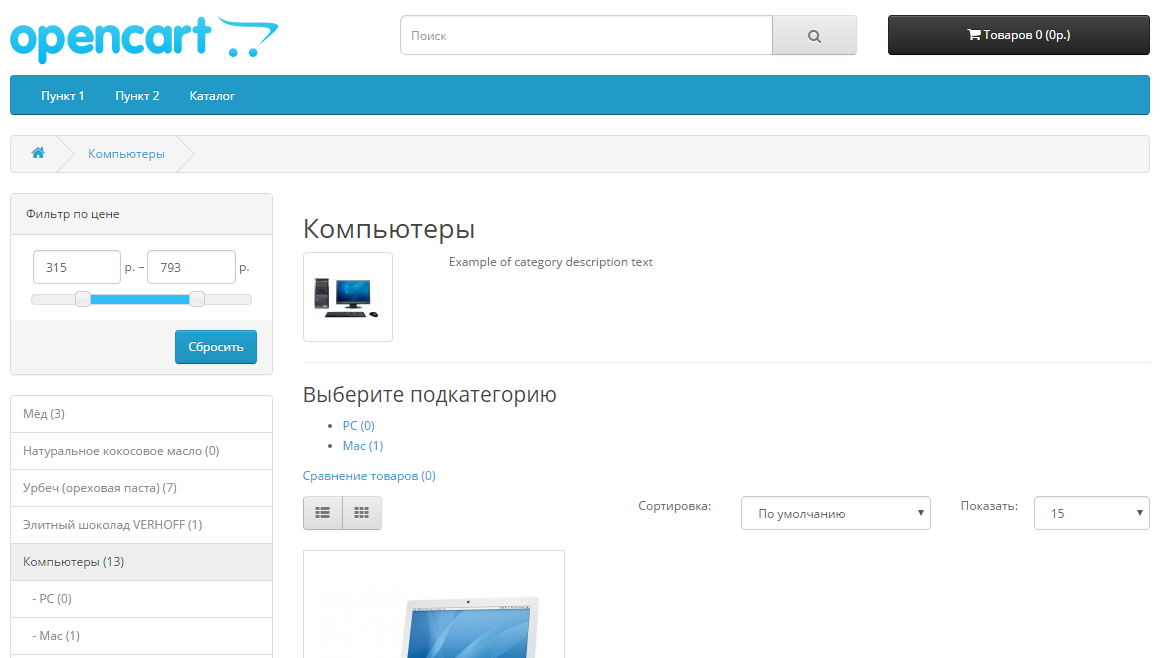 opencart
Поиск
Товаров 0 (0р.)
Пункт 1 Пункт 2 Каталог
Компьютеры
Фильтр по цене
315 р. – 793 р.
Сбросить
Мёд (3)
Натуральное кокосовое масло (0)
Урбеч (ореховая паста) (7)
Элитный шоколад VERHOFF (1)
Компьютеры (13)
- PC (0)
- Mac (1)
Компьютеры
Example of category description text
Выберите подкатегорию
PC (0)
Mac (1)
Сравнение товаров (0)
Сортировка: По умолчанию Показать: 15